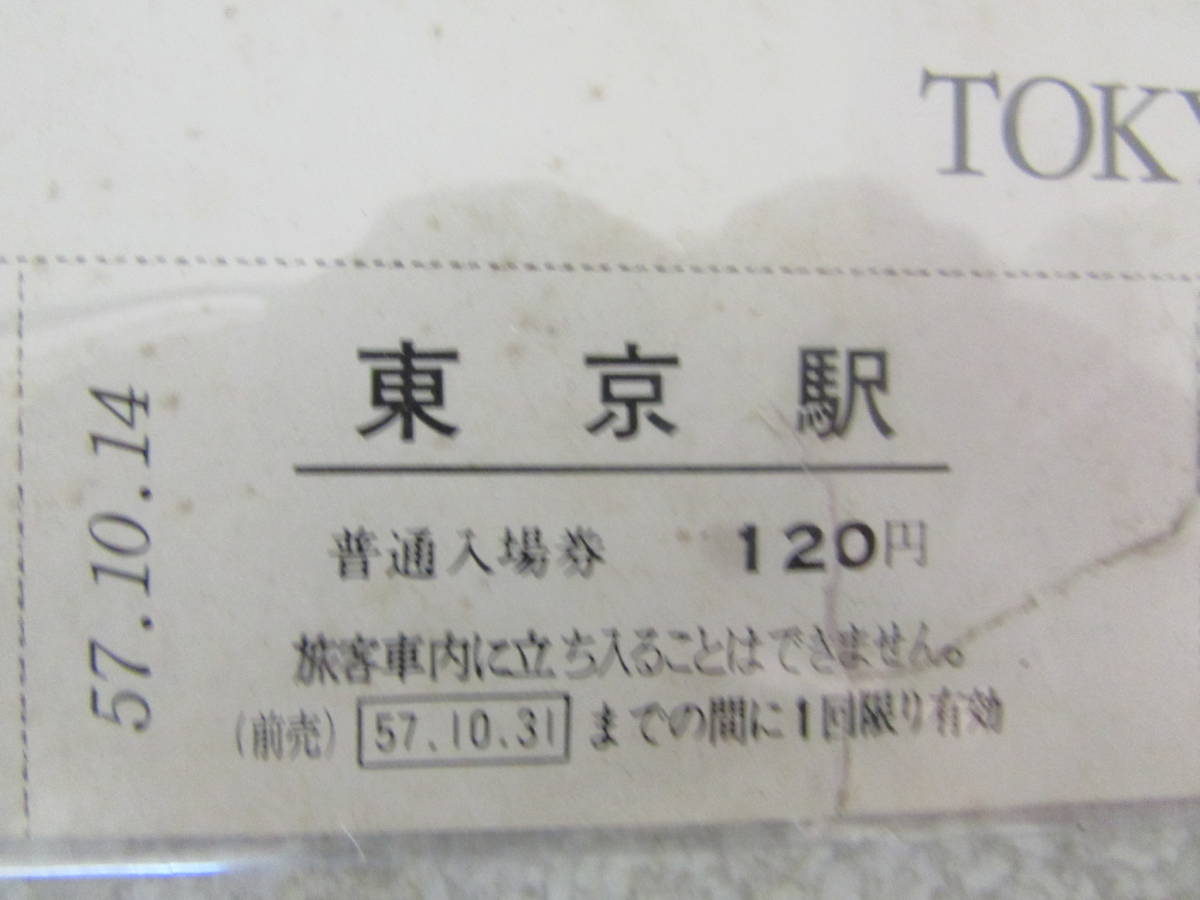 TOKY
東京駅
57.10.14
普通入場券 120円
旅客車内に立ち入ることはできません。
(前売) 57.10.31 までの間に1回限り有効